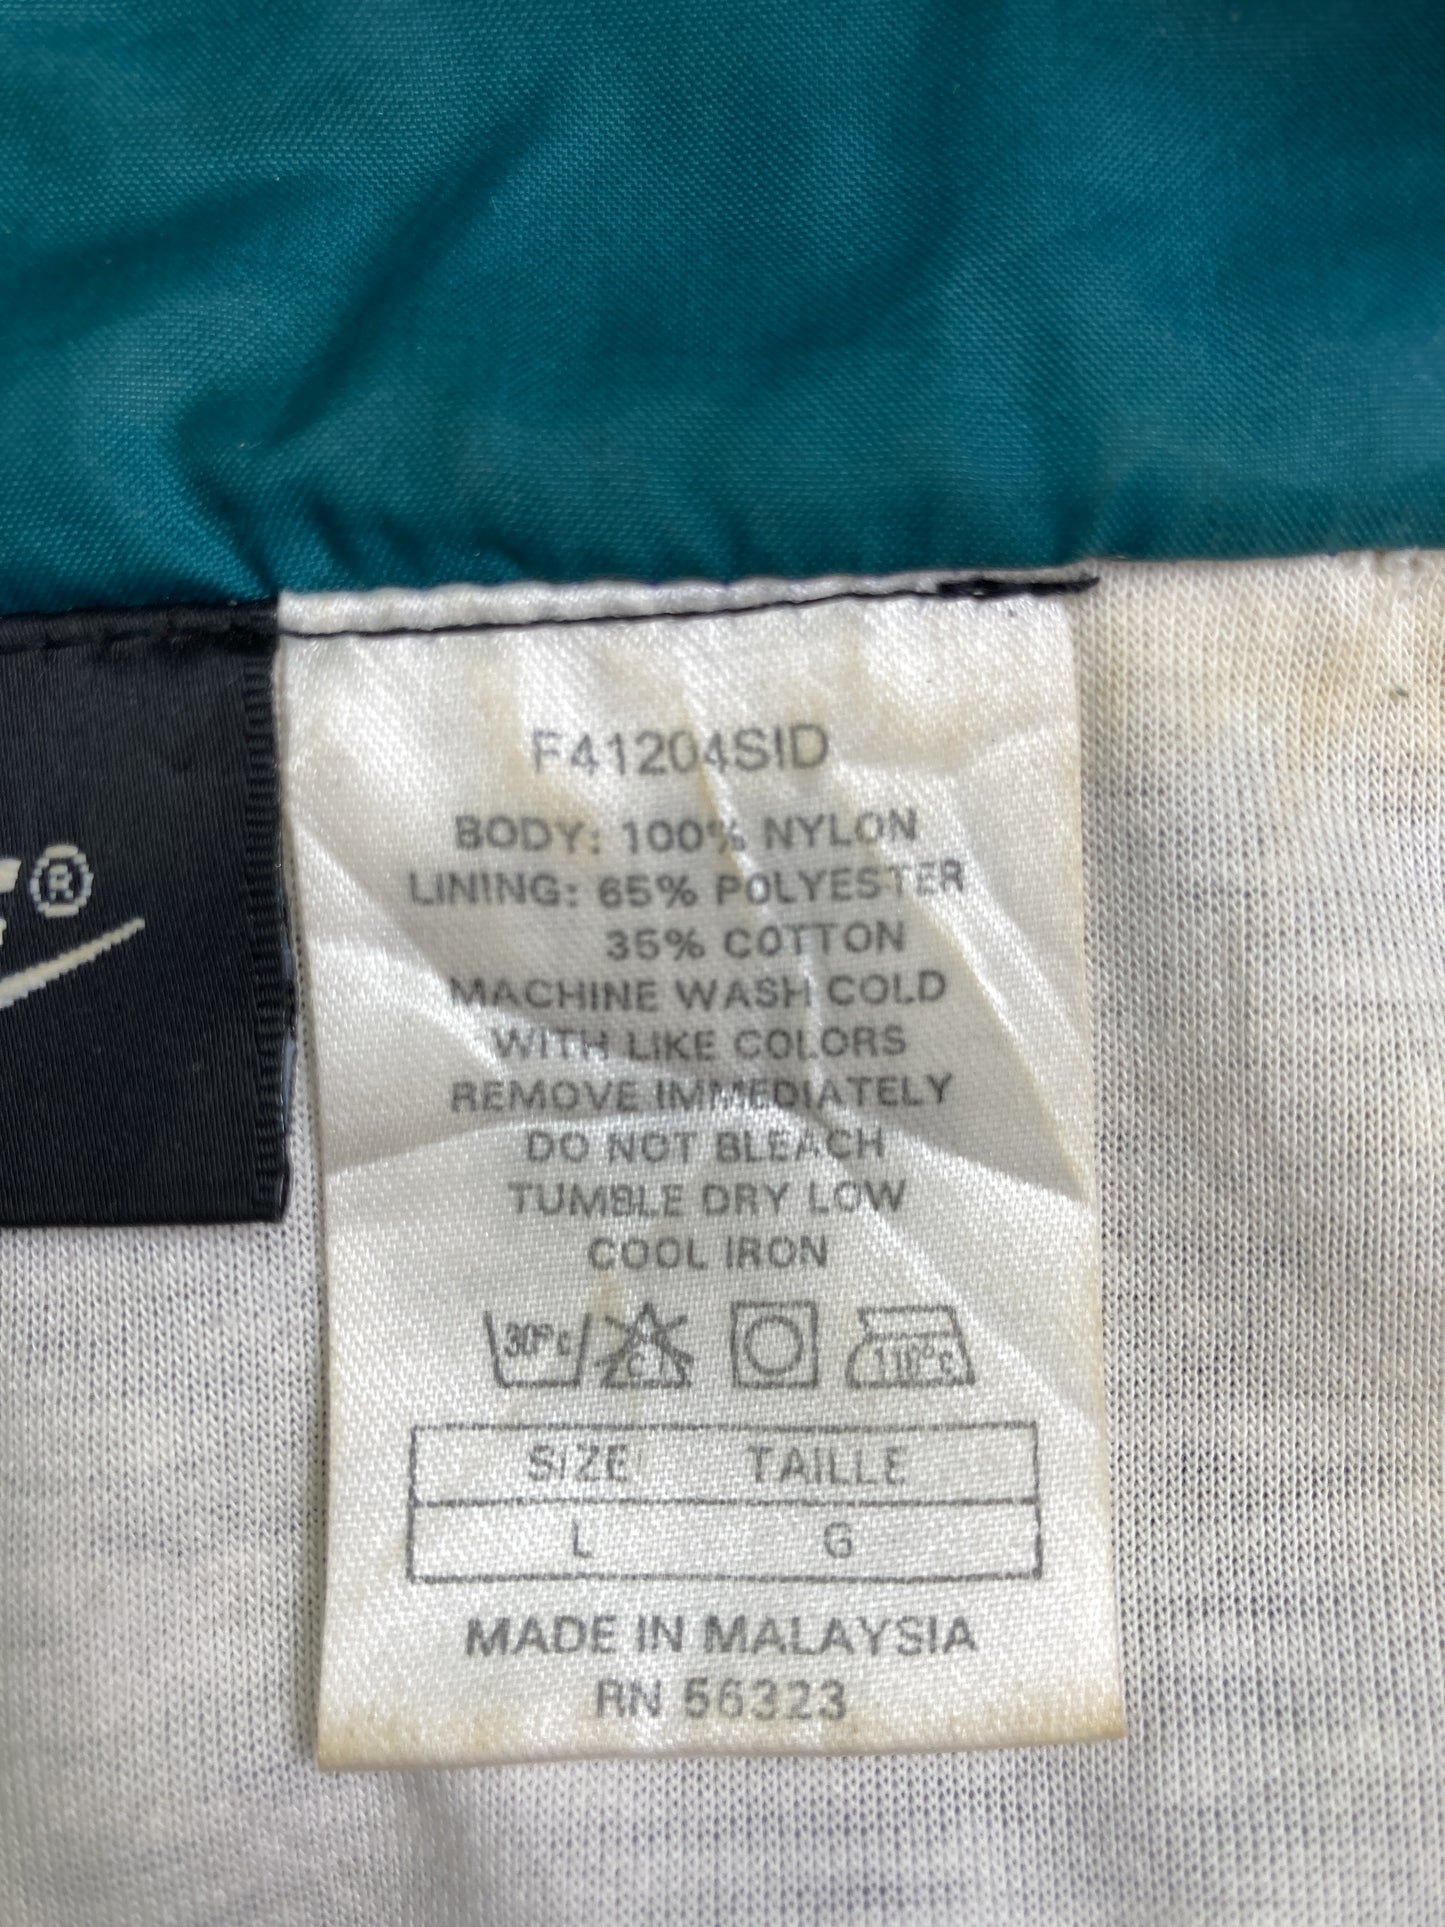 F41204SID
BODY: 100% NYLON
LINING: 65% POLYESTER
35% COTTON
MACHINE WASH COLD
WITH LIKE COLORS
REMOVE IMMEDIATELY
DO NOT BLEACH
TUMBLE DRY LOW
COOL IRON
30°c CL 110°c
SIZE TAILLE
L G
MADE IN MALAYSIA
RN 56323
®